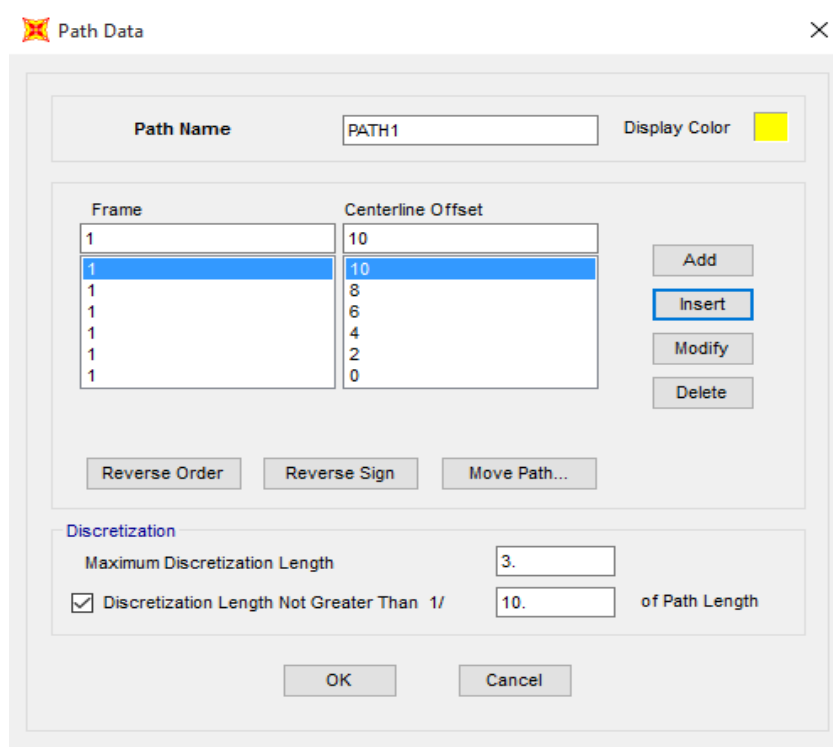 Path Data
Path Name PATH1 Display Color
Frame Centerline Offset
1 10
1 10
1 8
1 6
1 4
1 2
1 0
Add
Insert
Modify
Delete
Reverse Order Reverse Sign Move Path...
Discretization
Maximum Discretization Length 3.
Discretization Length Not Greater Than 1/ 10. of Path Length
OK Cancel